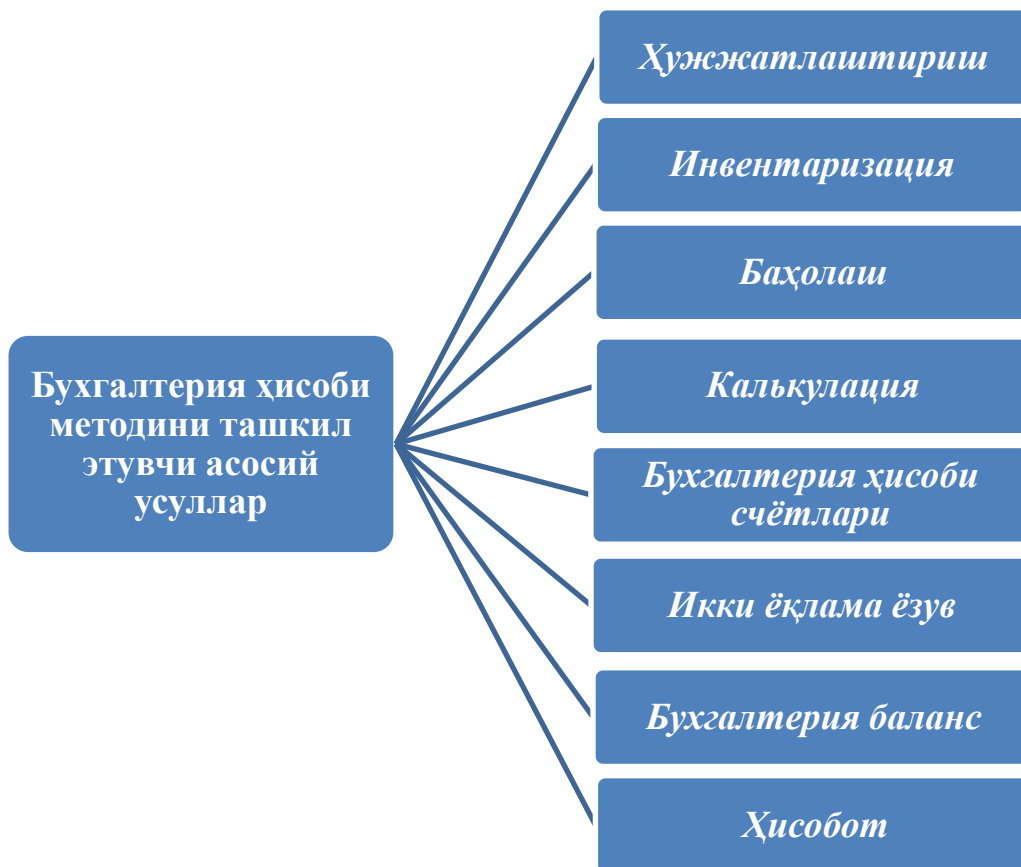 Ҳужжатлаштириш
Инвентаризация
Баҳолаш
Калькулация
Бухгалтерия ҳисоби
методини ташкил
этувчи асосий
усуллар
Бухгалтерия ҳисоби
счётлари
Икки ёқлама ёзув
Бухгалтерия баланс
Ҳисобот